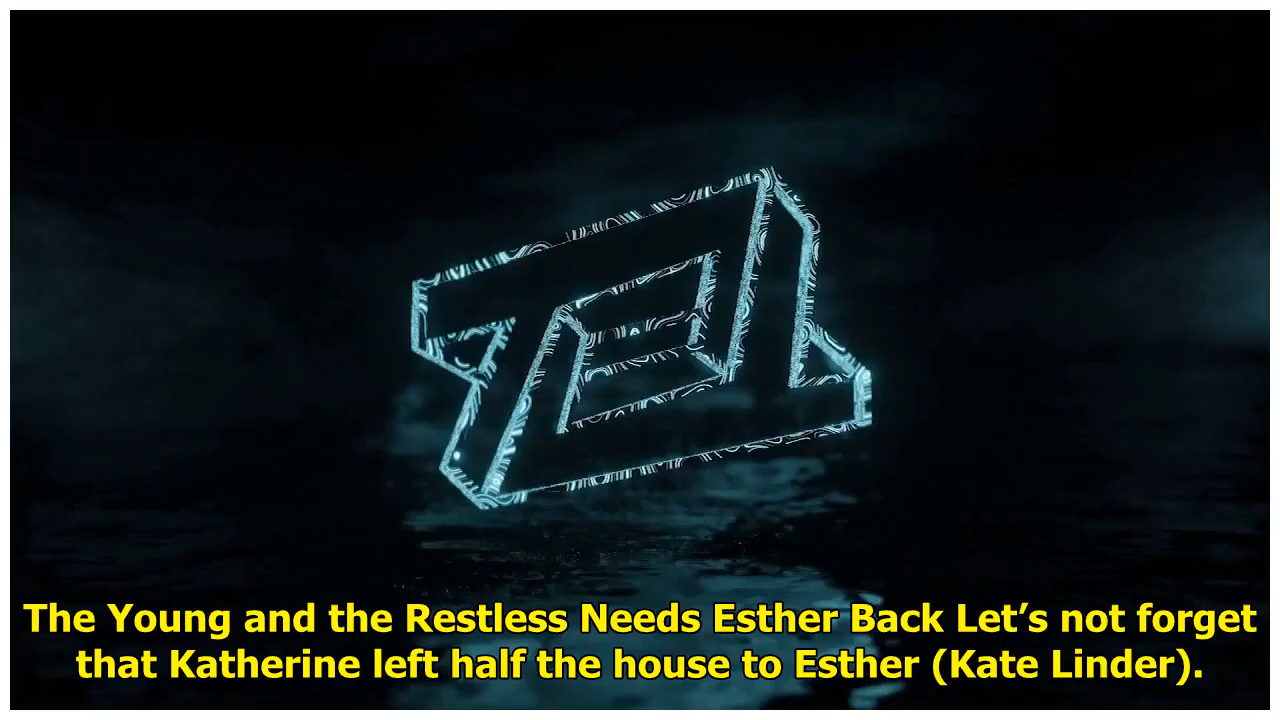 The Young and the Restless Needs Esther Back Let’s not forget
that Katherine left half the house to Esther (Kate Linder).